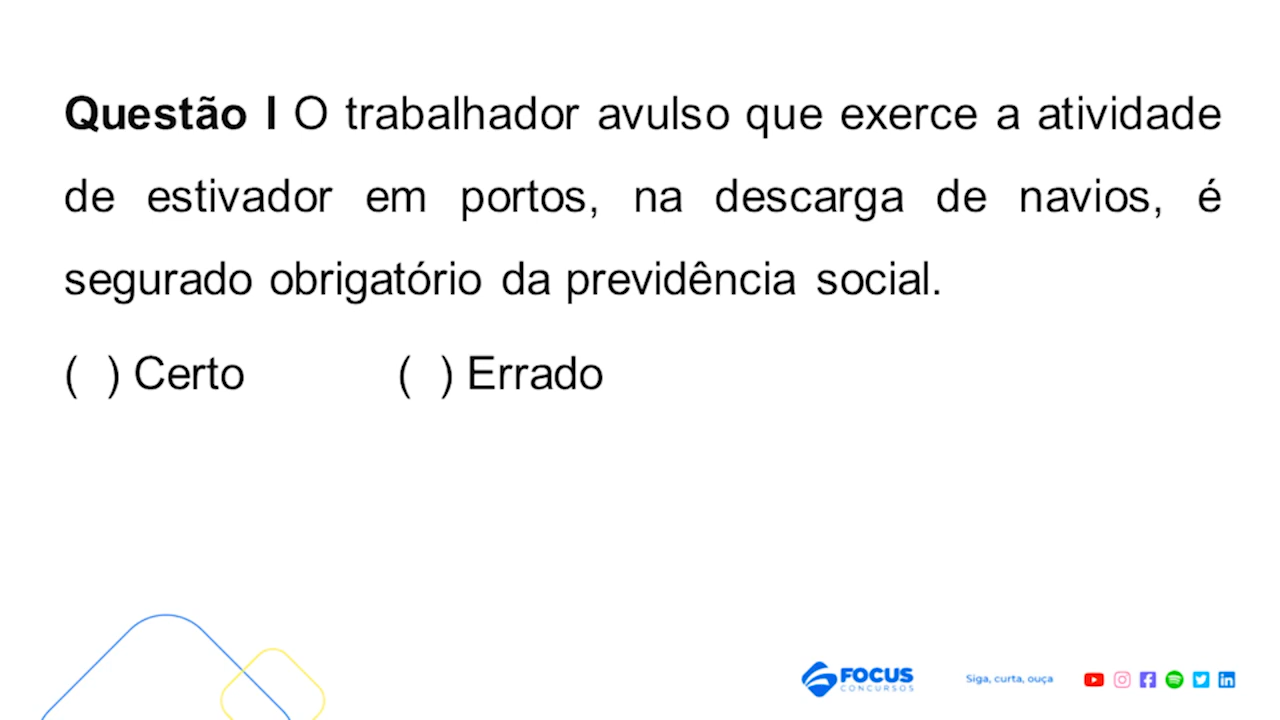 Questão I O trabalhador avulso que exerce a atividade
de estivador em portos, na descarga de navios, é
segurado obrigatório da previdência social.
( ) Certo ( ) Errado
FOCUS
CONCURSOS
Siga, curta, ouça